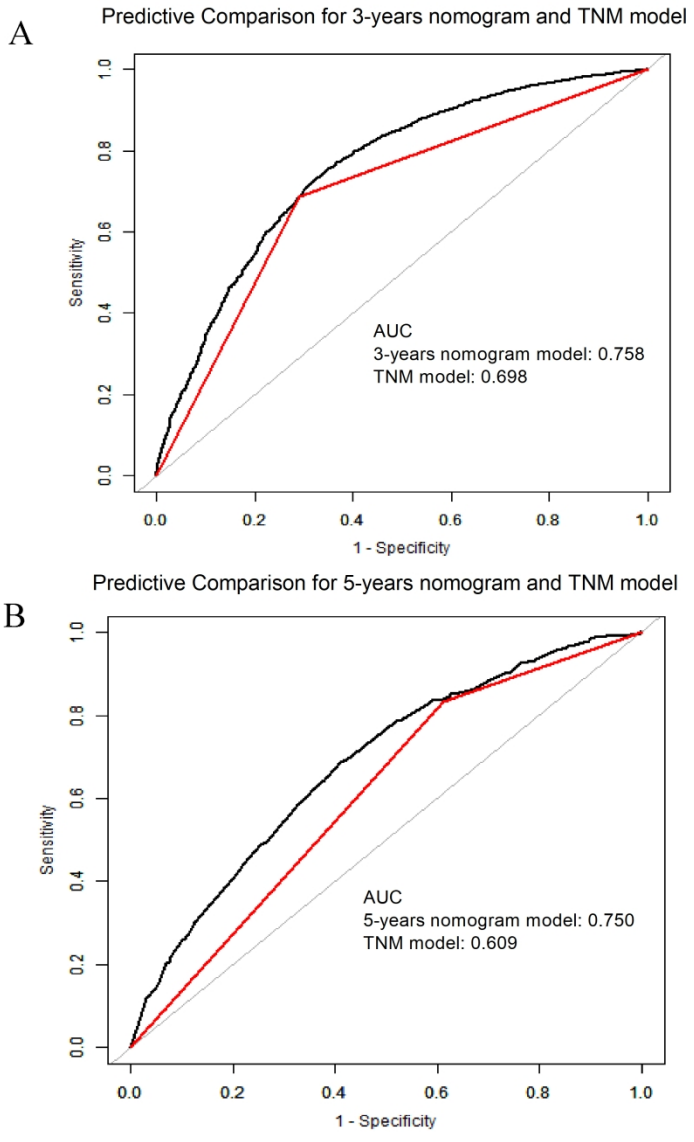 Predictive Comparison for 3-years nomogram and TNM model
A
1.0
0.8
0.6
0.4
0.2
0.0
Sensitivity
AUC
3-years nomogram model: 0.758
TNM model: 0.698
0.0 0.2 0.4 0.6 0.8 1.0
1 - Specificity
Predictive Comparison for 5-years nomogram and TNM model
B
1.0
0.8
0.6
0.4
0.2
0.0
Sensitivity
AUC
5-years nomogram model: 0.750
TNM model: 0.609
0.0 0.2 0.4 0.6 0.8 1.0
1 - Specificity